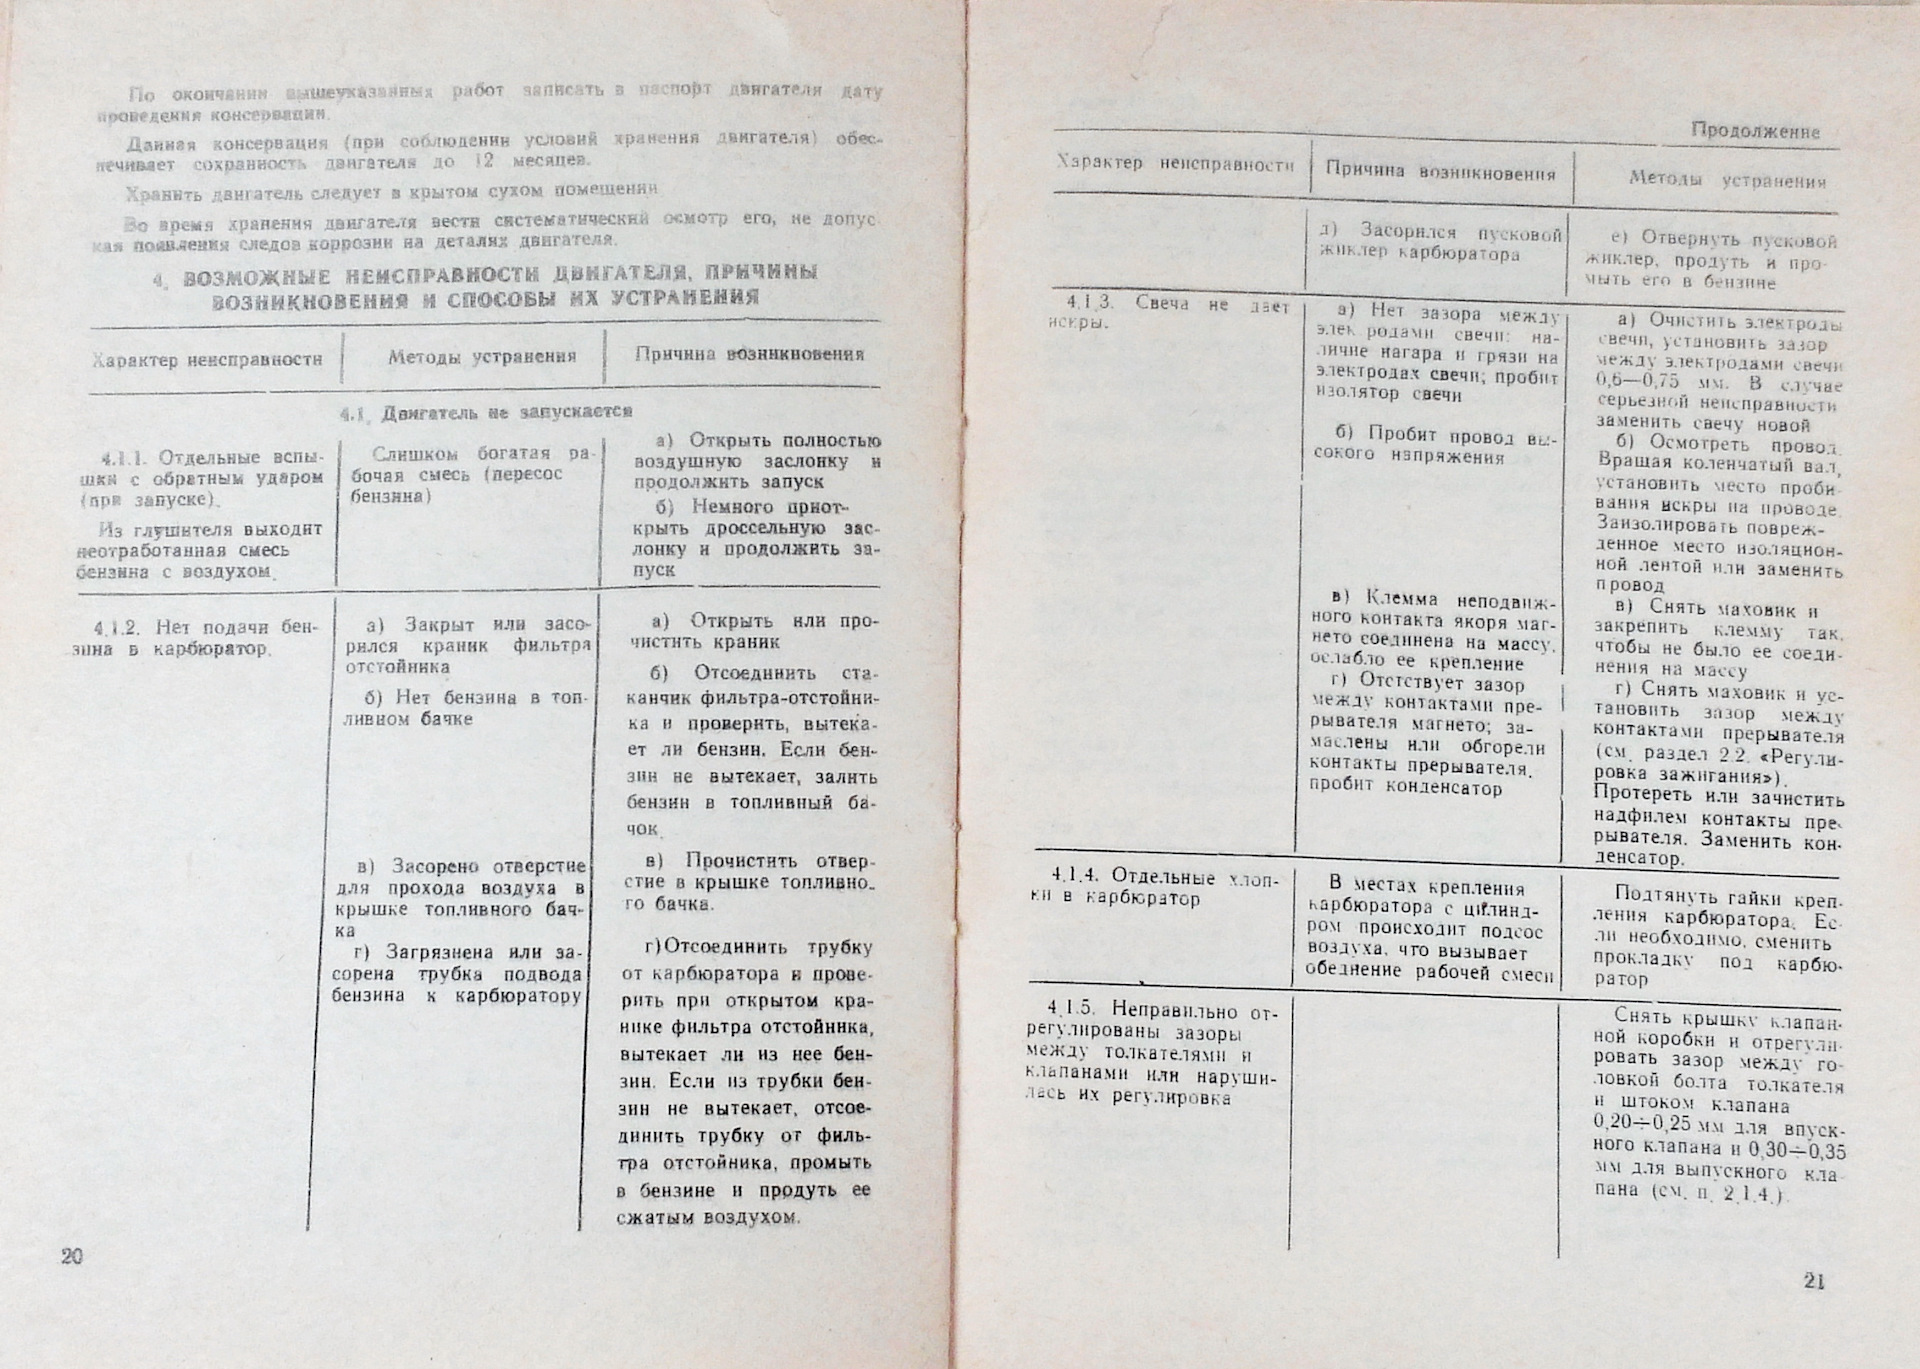 По окончании вышеуказанных работ записать в паспорт двигателя дату
проведения консервации.
Данная консервация (при соблюдении условий хранения двигателя) обес-
печивает сохранность двигателя до 12 месяцев.
Хранить двигатель следует в крытом сухом помещении
Во время хранения двигателя вести систематический осмотр его, не допус
кая появления следов коррозии на деталях двигателя.
4. ВОЗМОЖНЫЕ НЕИСПРАВНОСТИ ДВИГАТЕЛЯ, ПРИЧИНЫ
ВОЗНИКНОВЕНИЯ И СПОСОБЫ ИХ УСТРАНЕНИЯ
Характер неисправности
Методы устранения
Причина возникновения
4.1. Двигатель не запускается
4.1.1. Отдельные вспы-
шки с обратным ударом
(при запуске).
Из глушителя выходит
неотработанная смесь
бензина с воздухом.
Слишком богатая ра-
бочая смесь (пересос
бензина)
а) Открыть полностью
воздушную заслонку и
продолжить запуск
б) Немного приот-
крыть дроссельную зас-
лонку и продолжить за-
пуск
4.1.2. Нет подачи бен-
зина в карбюратор.
а) Закрыт или засо-
рился краник фильтра
отстойника
б) Нет бензина в топ-
ливном бачке
в) Засорено отверстие
для прохода воздуха в
крышке топливного бач-
ка
г) Загрязнена или за-
сорена трубка подвода
бензина к карбюратору
а) Открыть или про-
чистить краник
б) Отсоединить ста-
канчик фильтра-отстойни-
ка и проверить, вытека-
ет ли бензин. Если бен-
зин не вытекает, залить
бензин в топливный ба-
чок.
в) Прочистить отвер-
стие в крышке топливно-
го бачка.
г) Отсоединить трубку
от карбюратора и прове-
рить при открытом кра-
нике фильтра отстойника,
вытекает ли из нее бен-
зин. Если из трубки бен-
зин не вытекает, отсое-
динить трубку от филь-
тра отстойника, промыть
в бензине и продуть ее
сжатым воздухом.
20
Продолжение
Характер неисправности
Причина возникновения
Методы устранения
д) Засорился пусковой
жиклер карбюратора
е) Отвернуть пусковой
жиклер, продуть и про-
мыть его в бензине
4.1.3. Свеча не дает
искры.
а) Нет зазора между
элек родами свечи: на-
личие нагара и грязи на
электродах свечи; пробит
изолятор свечи
б) Пробит провод вы-
сокого напряжения
в) Клемма неподвиж-
ного контакта якоря маг-
нето соединена на массу,
ослабло ее крепление
г) Отсгствует зазор
между контактами пре-
рывателя магнето; за-
маслены или обгорели
контакты прерывателя.
пробит конденсатор
а) Очистить электроды
свечи, установить зазор
между электродами свечи
0,6—0,75 мм. В случае
серьезной неисправности
заменить свечу новой
б) Осмотреть провод.
Вращая коленчатый вал,
установить место проби-
вания искры на проводе.
Заизолировать повреж-
денное место изоляцион-
ной лентой или заменить
провод
в) Снять маховик и
закрепить клемму так,
чтобы не было ее соеди-
нения на массу
г) Снять маховик и ус-
тановить зазор между
контактами прерывателя
(см. раздел 2.2. «Регули-
ровка зажигания»).
Протереть или зачистить
надфилем контакты пре-
рывателя. Заменить кон-
денсатор.
4.1.4. Отдельные хлоп-
ки в карбюратор
В местах крепления
карбюратора с цилинд-
ром происходит подсос
воздуха, что вызывает
обеднение рабочей смеси
Подтянуть гайки креп-
ления карбюратора. Ес-
ли необходимо, сменить
прокладку под карбю-
ратор
4.1.5. Неправильно от-
регулированы зазоры
между толкателями и
клапанами или наруши-
лась их регулировка
Снять крышку клапан-
ной коробки и отрегули-
ровать зазор между го-
ловкой болта толкателя
и штоком клапана
0,20÷0,25 мм для впуск-
ного клапана и 0,30÷0,35
мм для выпускного кла-
пана (см. п. 2.1.4.).
21